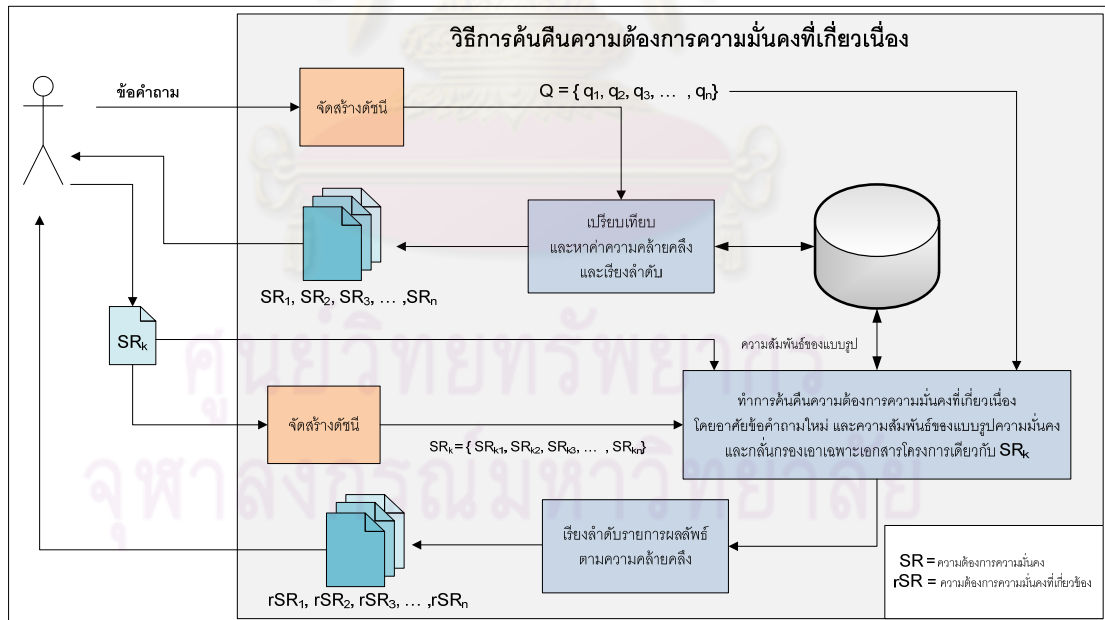 วิธีการค้นคืนความต้องการความมั่นคงที่เกี่ยวเนื่อง
ข้อคำถาม
จัดสร้างดัชนี
Q = { q1, q2, q3, … , qn}
เปรียบเทียบ
และหาค่าความคล้ายคลึง
และเรียงลำดับ
SR1, SR2, SR3, … ,SRn
SRk
ความสัมพันธ์ของแบบรูป
ทำการค้นคืนความต้องการความมั่นคงที่เกี่ยวเนื่อง
โดยอาศัยข้อคำถามใหม่ และความสัมพันธ์ของแบบรูปความมั่นคง
และกลั่นกรองเอาเฉพาะเอกสารโครงการเดียวกับ SRk
จัดสร้างดัชนี
SRk = { SRk1, SRk2, SRk3, … , SRkn}
เรียงลำดับรายการผลลัพธ์
ตามความคล้ายคลึง
rSR1, rSR2, rSR3, … ,rSRn
SR = ความต้องการความมั่นคง
rSR = ความต้องการความมั่นคงที่เกี่ยวข้อง
ศูนย์วิทยทรัพยากร
จุฬาลงกรณ์มหาวิทยาลัย